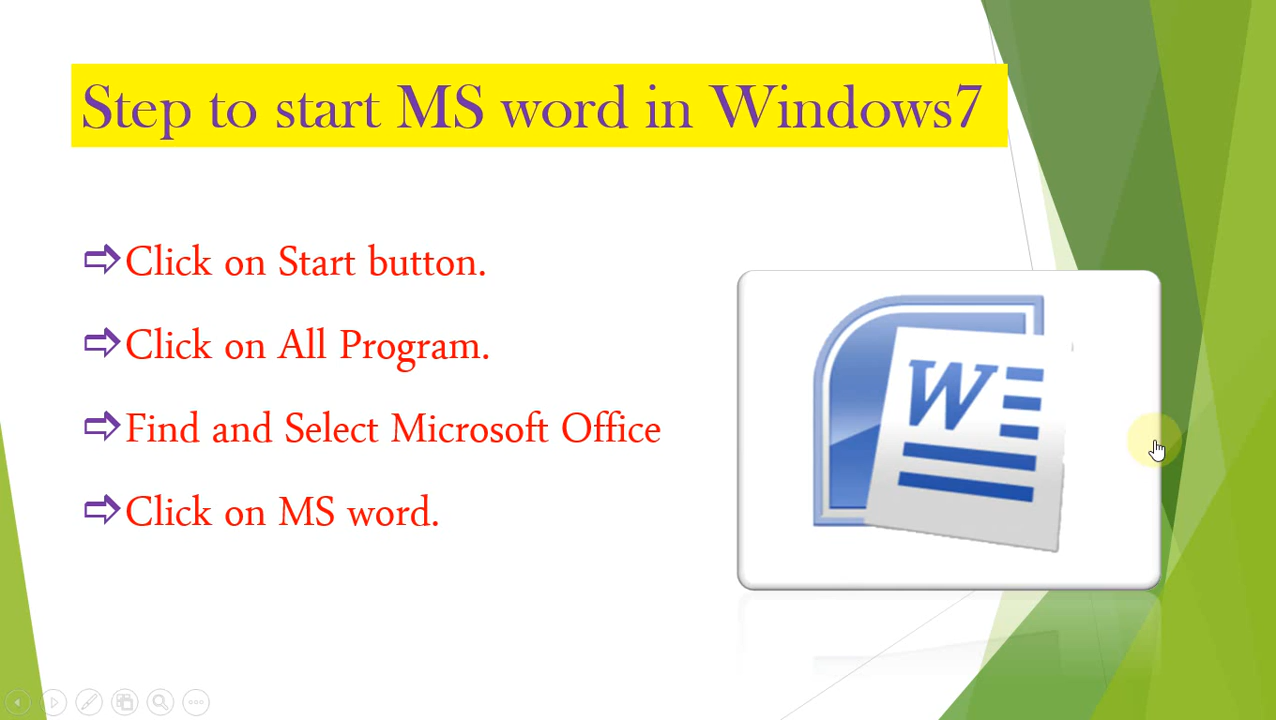 Step to start MS word in Windows7
⇨Click on Start button.
⇨Click on All Program.
⇨Find and Select Microsoft Office
⇨Click on MS word.
W